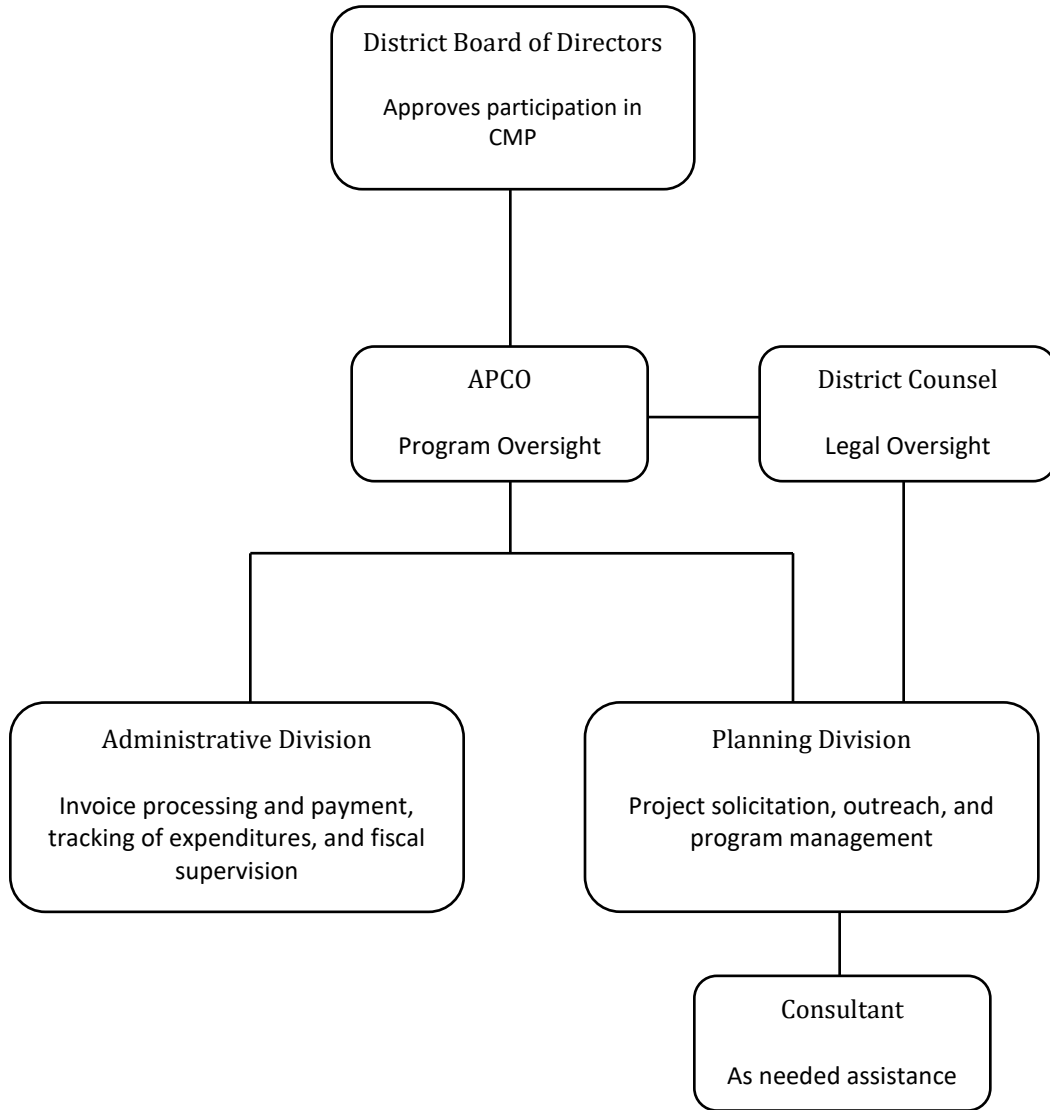 District Board of Directors
Approves participation in
CMP
APCO
Program Oversight
District Counsel
Legal Oversight
Administrative Division
Invoice processing and payment,
tracking of expenditures, and fiscal
supervision
Planning Division
Project solicitation, outreach, and
program management
Consultant
As needed assistance